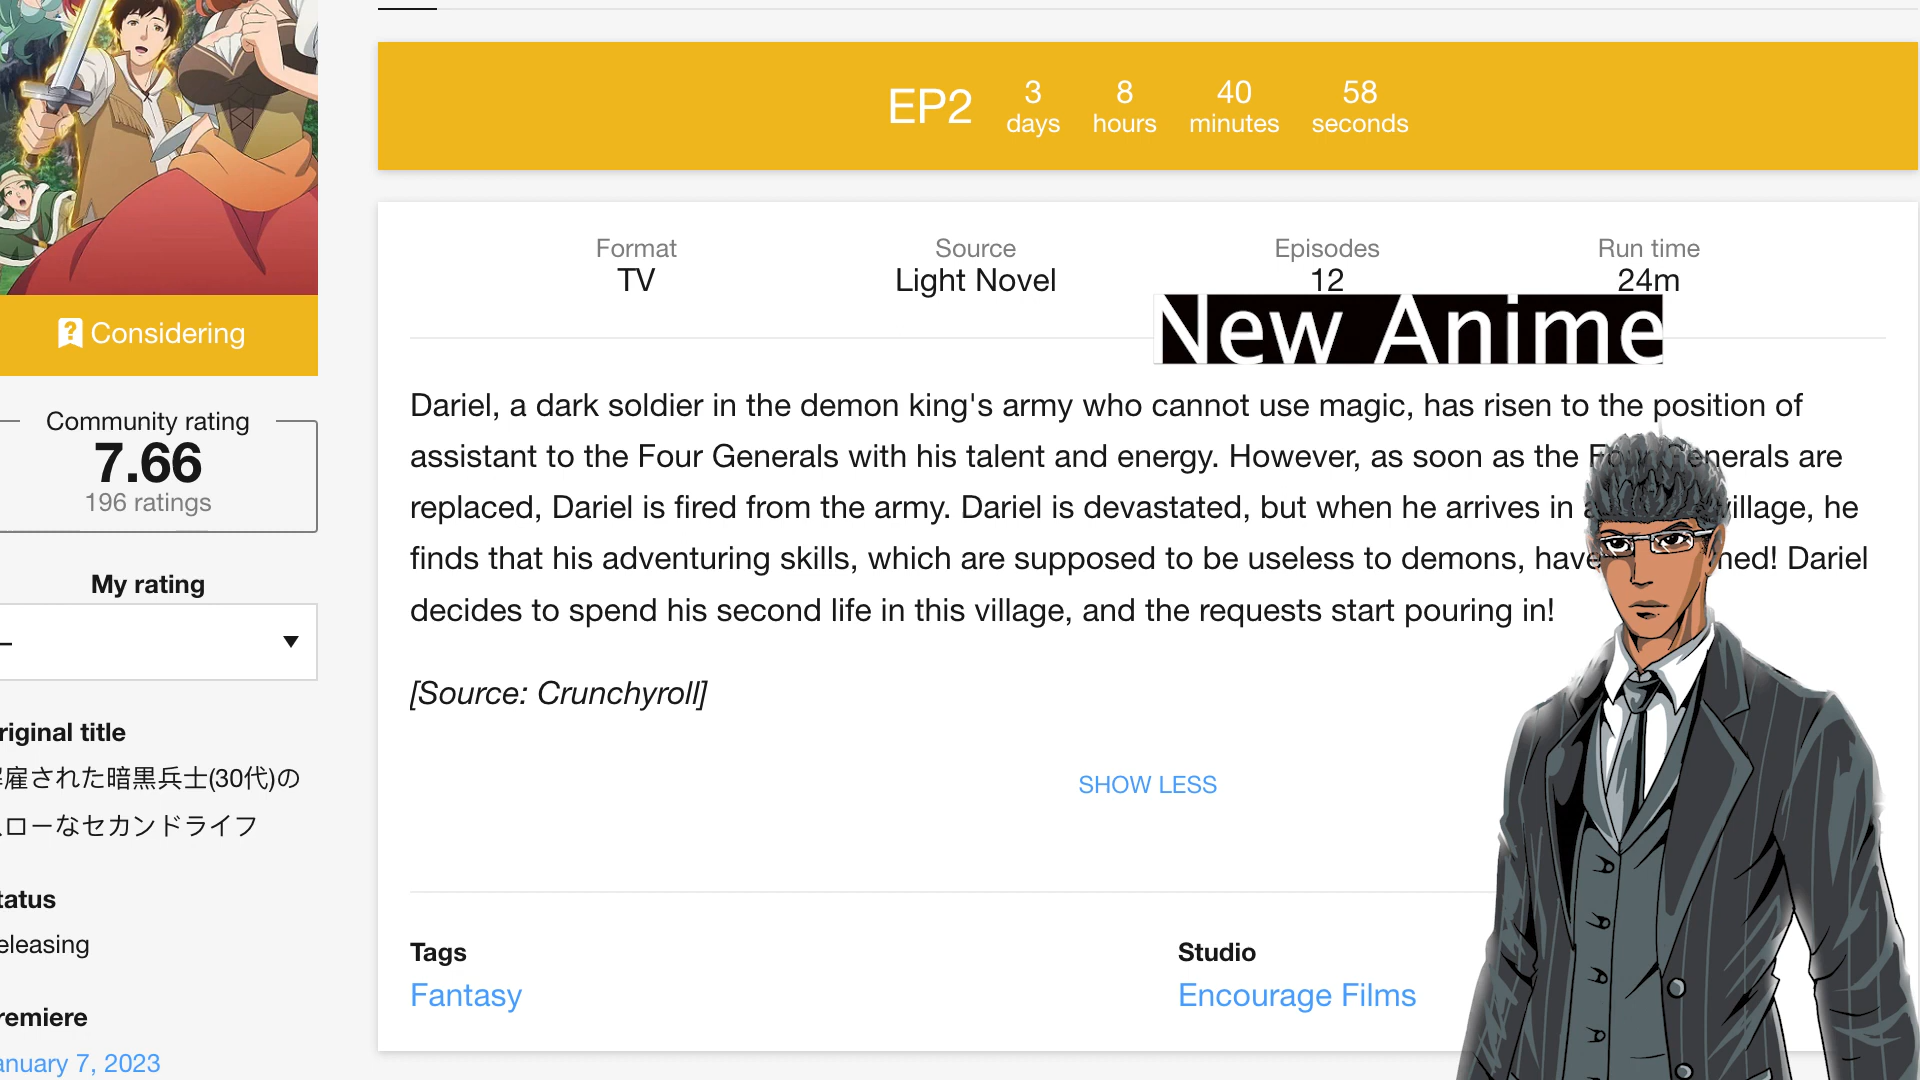 EP2
3 days
8 hours
40 minutes
58 seconds
Format
TV
Source
Light Novel
Episodes
12
Run time
24m
New Anime
Considering
Community rating
7.66
196 ratings
My rating
Dariel, a dark soldier in the demon king's army who cannot use magic, has risen to the position of
assistant to the Four Generals with his talent and energy. However, as soon as the Four Generals are
replaced, Dariel is fired from the army. Dariel is devastated, but when he arrives in a village, he
finds that his adventuring skills, which are supposed to be useless to demons, have Dariel
decides to spend his second life in this village, and the requests start pouring in!
[Source: Crunchyroll]
SHOW LESS
riginal title
雇された暗黒兵士(30代)の
ローなセカンドライフ
tatus
eleasing
remiere
anuary 7, 2023
Tags
Fantasy
Studio
Encourage Films